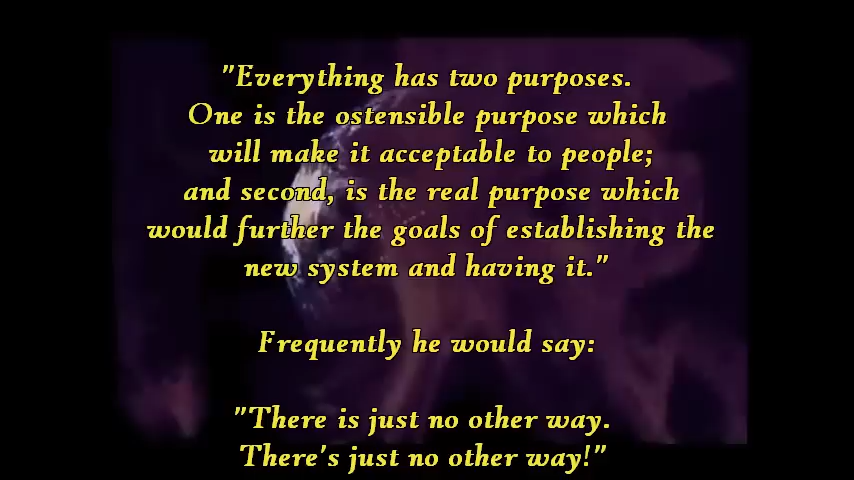 "Everything has two purposes.
One is the ostensible purpose which
will make it acceptable to people;
and second, is the real purpose which
would further the goals of establishing the
new system and having it."
Frequently he would say:
"There is just no other way.
There's just no other way!"